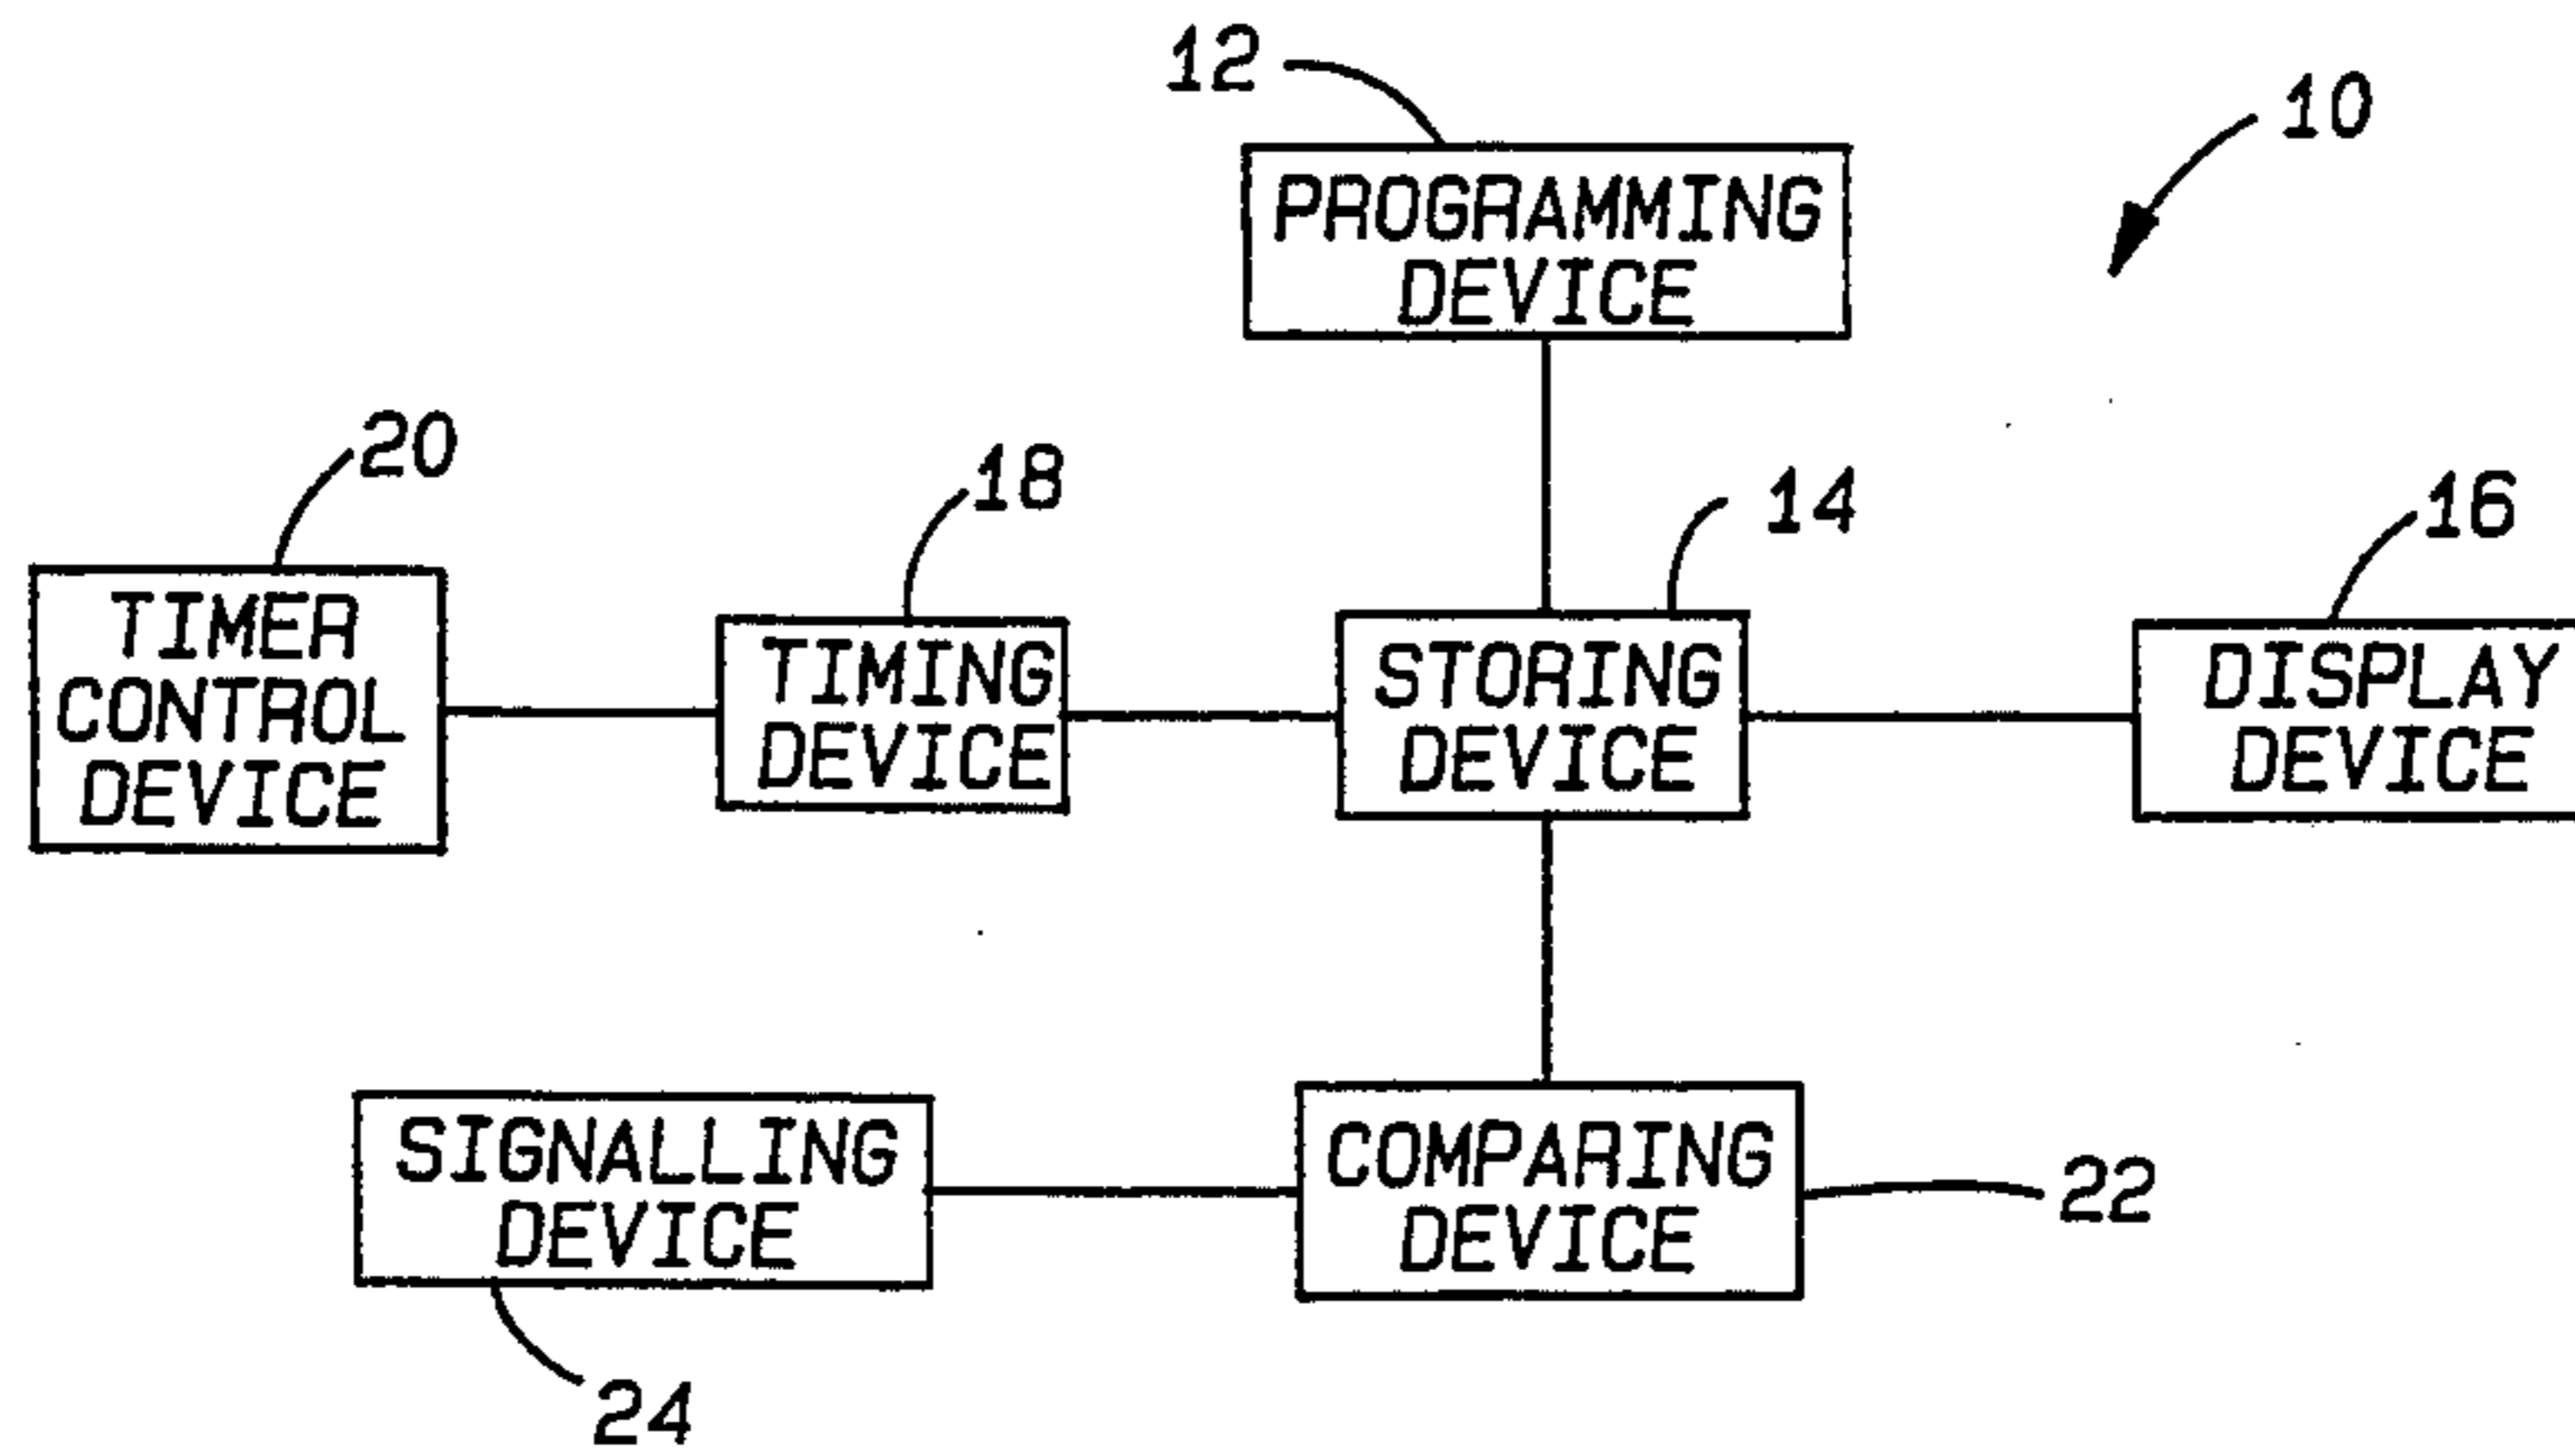 12
10
PROGRAMMING
DEVICE
20
18
14
16
TIMER
CONTROL
DEVICE
TIMING
DEVICE
STORING
DEVICE
DISPLAY
DEVICE
SIGNALLING
DEVICE
COMPARING
DEVICE
22
24